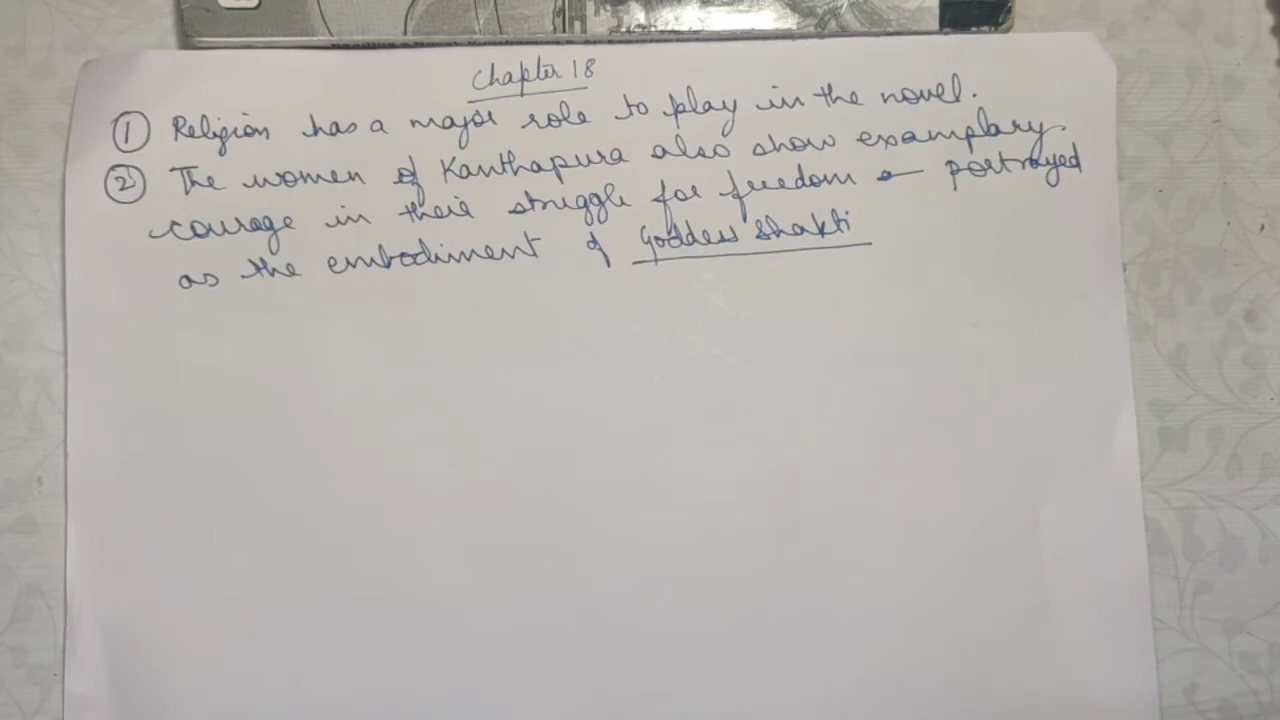 Chapter 18
① Religion has a major role to play in the novel.
② The women of Kanthapura also show examplary
courage in their struggle for freedom - portrayed
as the embodiment of Goddess Shakti